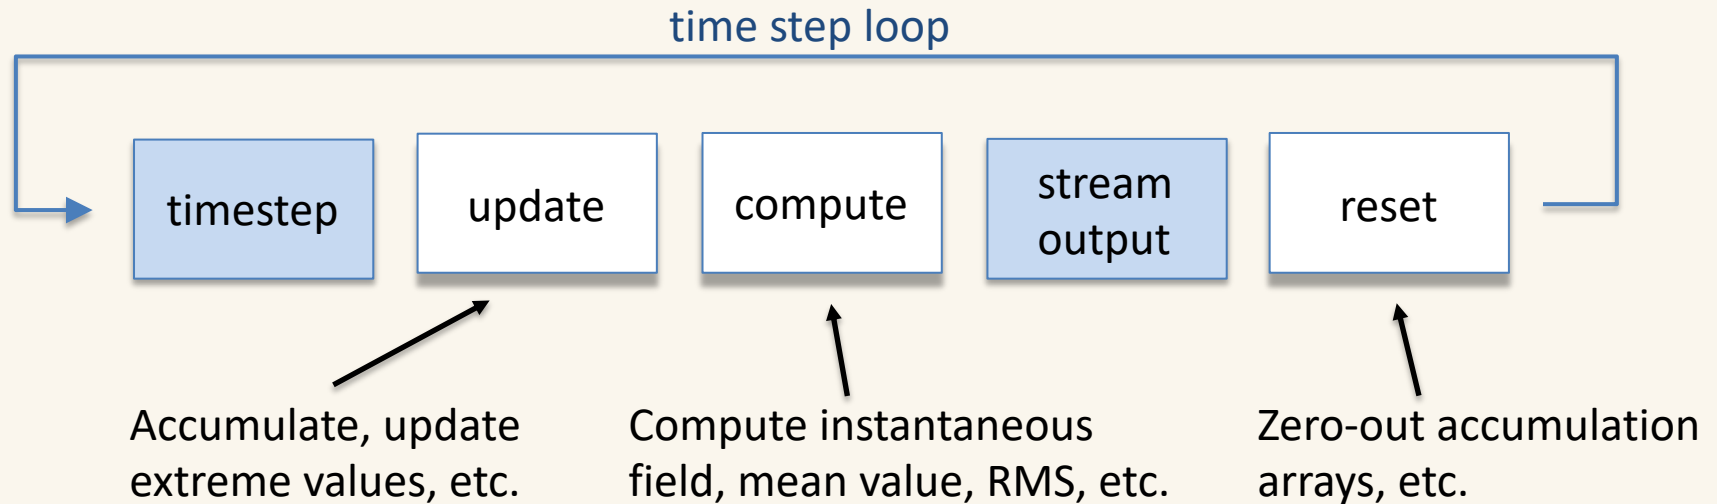 time step loop
timestep
update
compute
stream
output
reset
Accumulate, update
extreme values, etc.
Compute instantaneous
field, mean value, RMS, etc.
Zero-out accumulation
arrays, etc.